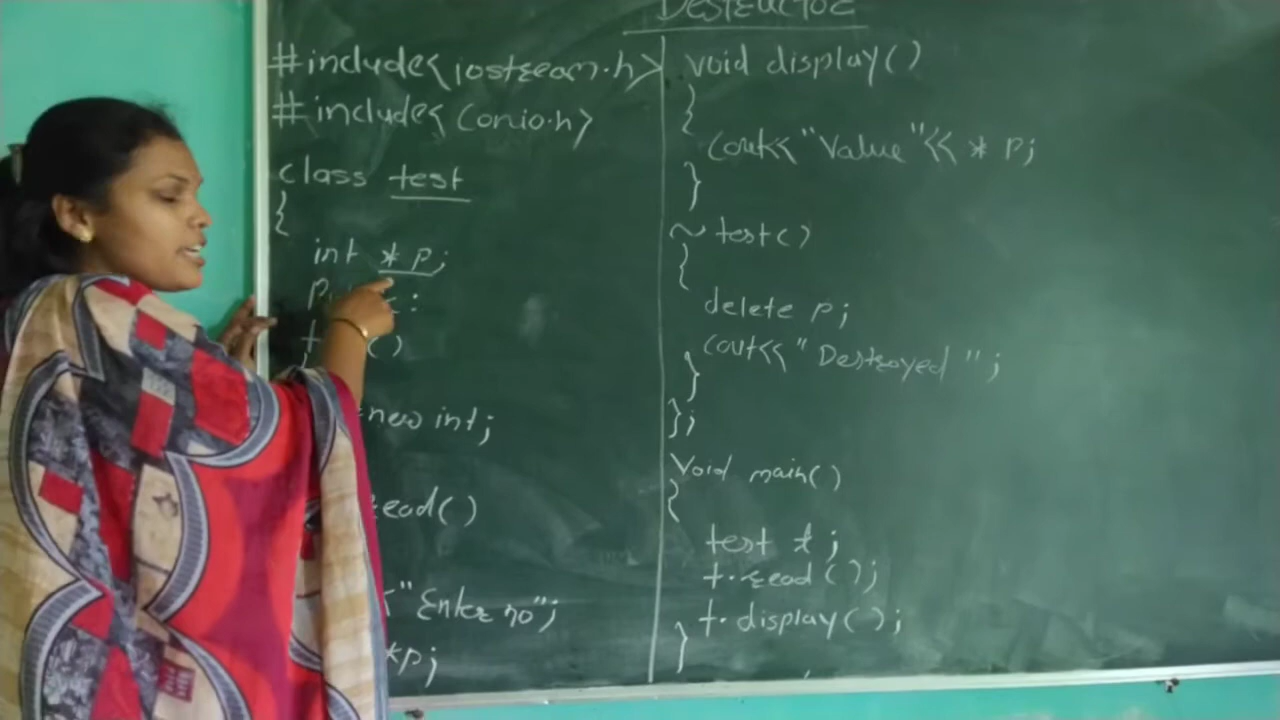 DESTRUCTOR
#include<iostream.h>
#include<conio.h>
class test
{
int * p;
:
()
=new int;
read()
"Enter no";
*p;
void display()
{
cout<<"Value"<< * p;
}
~ test()
{
delete p;
cout<<" Destroyed ";
}
};
Void main()
{
test t;
t.read();
t.display();
}